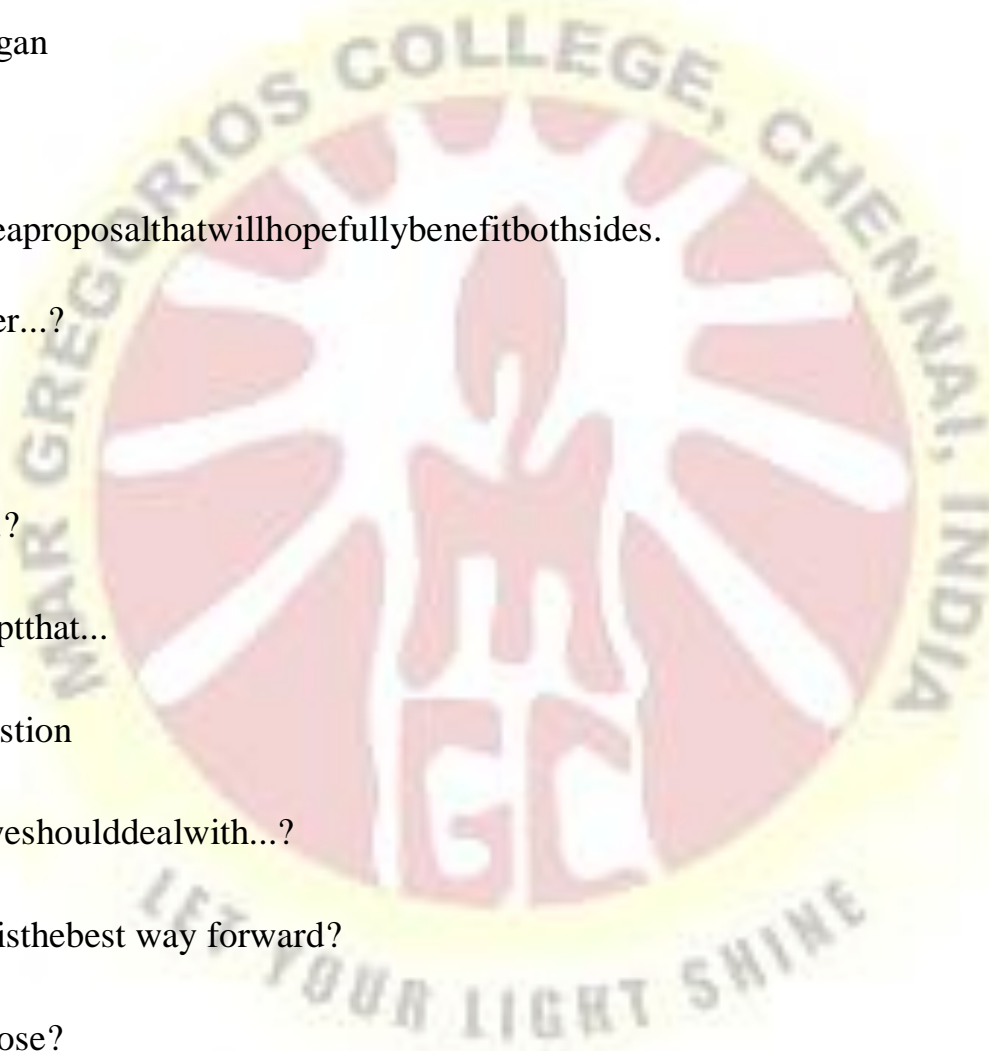 gan
eaproposalthatwillhopefullybenefitbothsides.
er...?
.?
ptthat...
stion
veshoulddealwith...?
isthebest way forward?
ose?
MAR GREGORIOS COLLEGE, CHENNAI, INDIA
GC
LET YOUR LIGHT SHINE